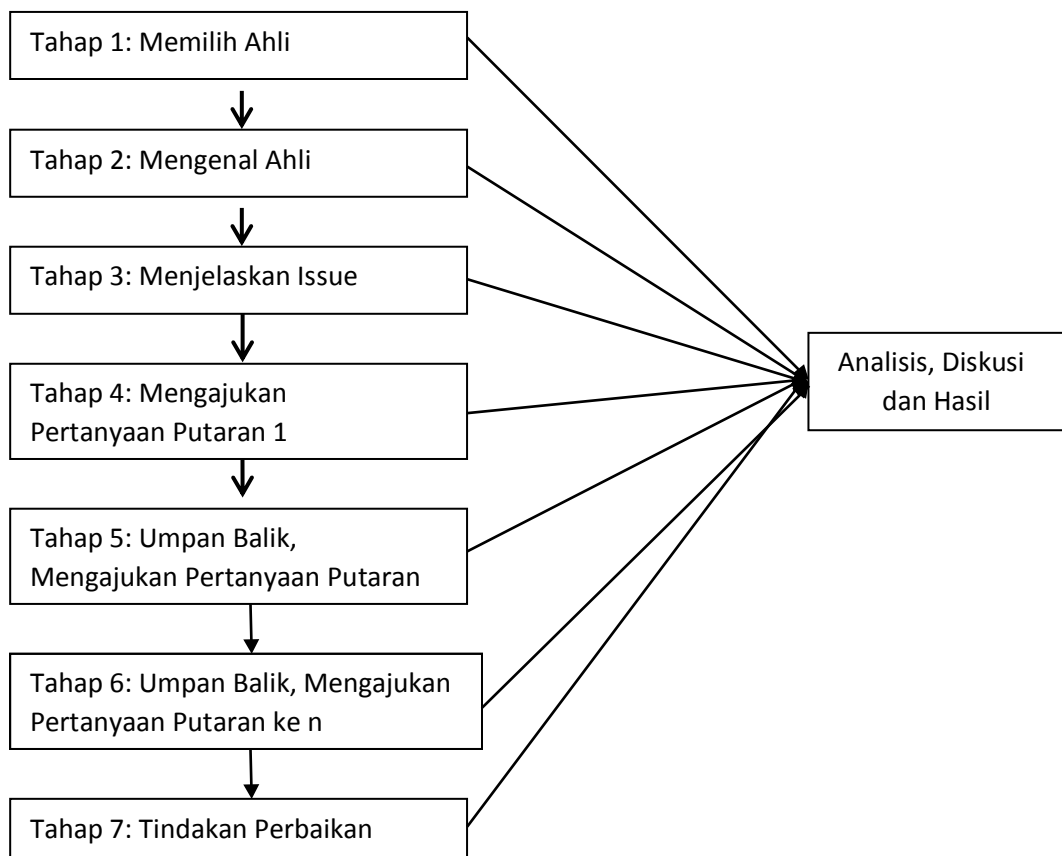 Tahap 1: Memilih Ahli
Tahap 2: Mengenal Ahli
Tahap 3: Menjelaskan Issue
Tahap 4: Mengajukan
Pertanyaan Putaran 1
Tahap 5: Umpan Balik,
Mengajukan Pertanyaan Putaran
Tahap 6: Umpan Balik, Mengajukan
Pertanyaan Putaran ke n
Tahap 7: Tindakan Perbaikan
Analisis, Diskusi
dan Hasil